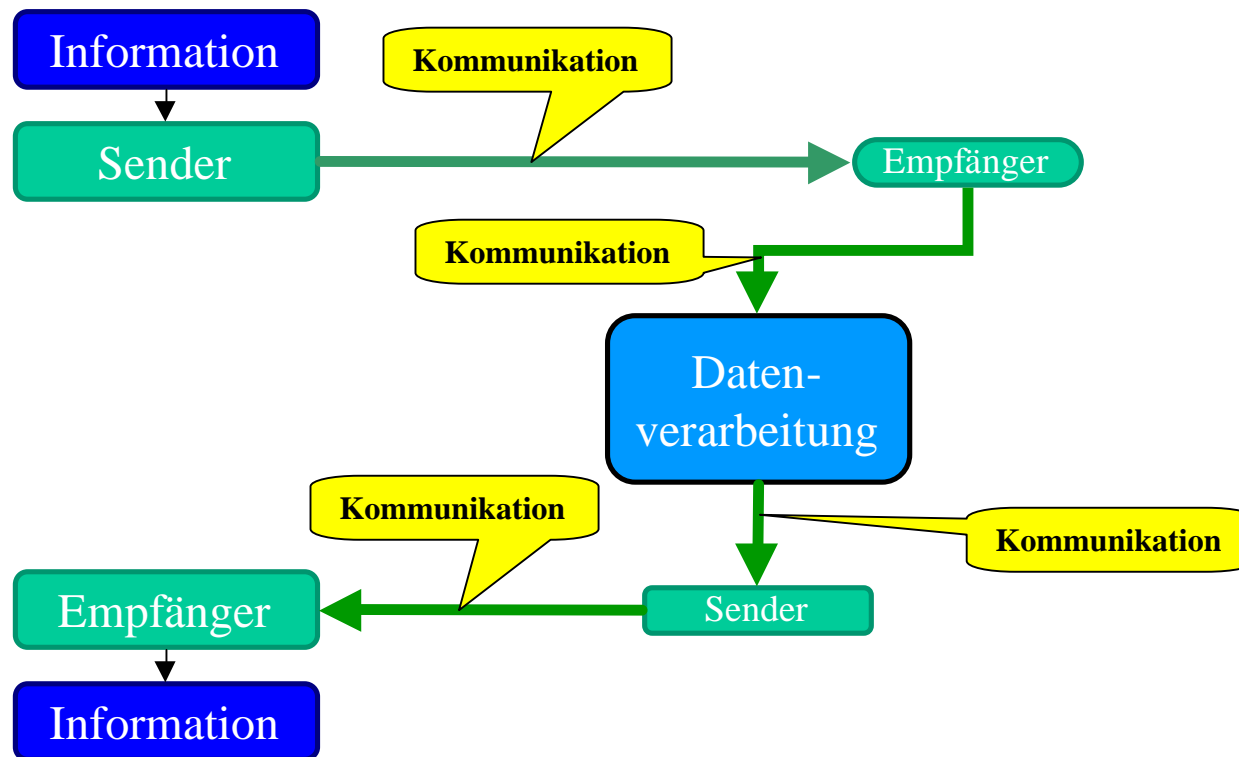 Information
Kommunikation
Sender
Empfänger
Kommunikation
Daten-
verarbeitung
Kommunikation
Kommunikation
Empfänger
Sender
Information